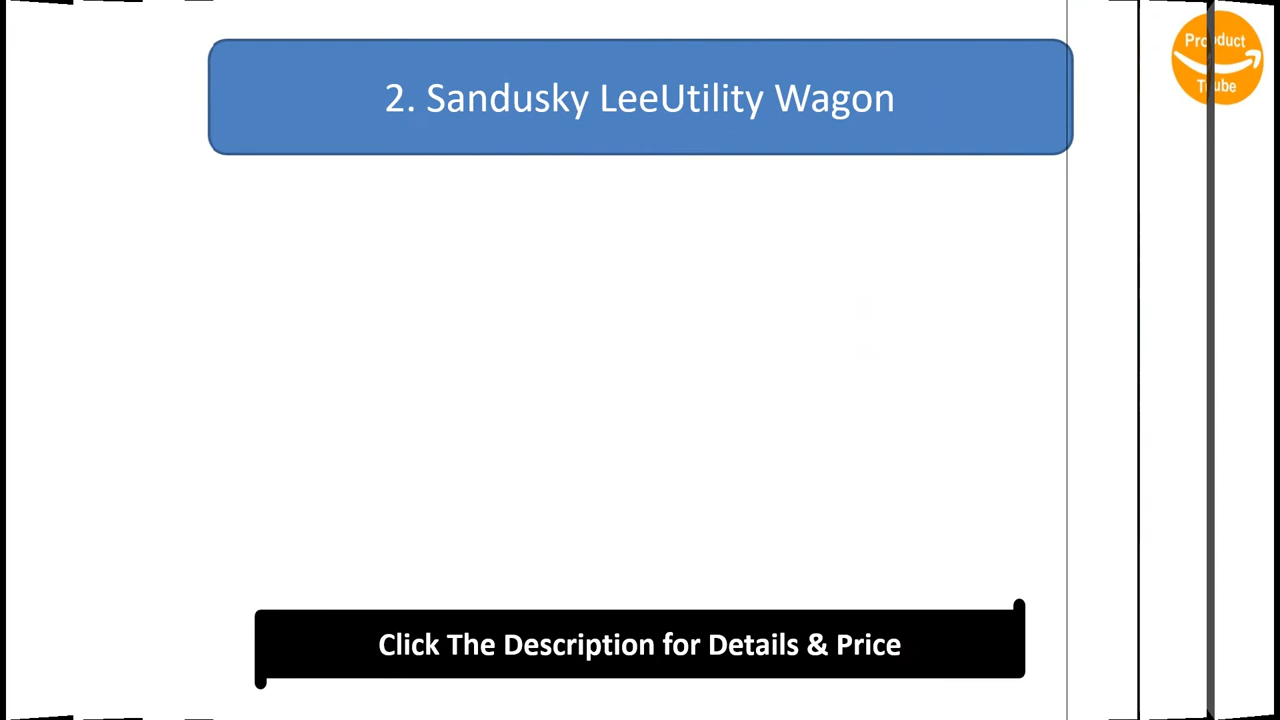 2. Sandusky LeeUtility Wagon
Product
Tube
Click The Description for Details & Price